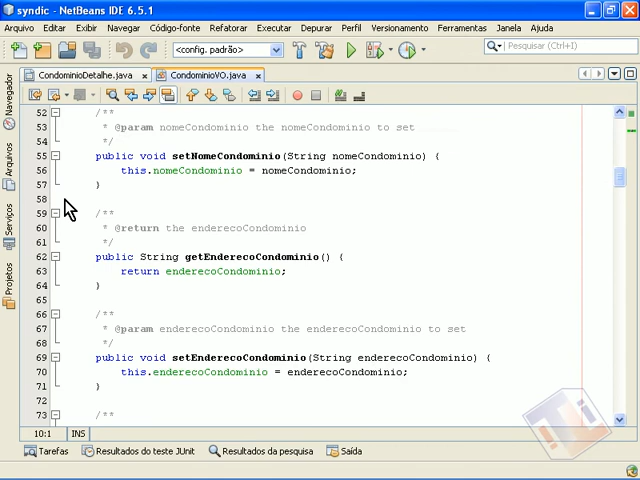 syndic - NetBeans IDE 6.5.1
Arquivo Editar Exibir Navegar Código-fonte Refatorar Executar Depurar Perfil Versionamento Ferramentas Janela Ajuda
<config. padrão> Pesquisar (Ctrl+I)
CondominioDetalhe.java x CondominioVO.java x
Navegador
Arquivos
Serviços
Projetos
52 /**
53 * @param nomeCondominio the nomeCondominio to set
54 */
55 public void setNomeCondominio(String nomeCondominio) {
56 this.nomeCondominio = nomeCondominio;
57 }
58
59 /**
60 * @return the enderecoCondominio
61 */
62 public String getEnderecoCondominio() {
63 return enderecoCondominio;
64 }
65
66 /**
67 * @param enderecoCondominio the enderecoCondominio to set
68 */
69 public void setEnderecoCondominio(String enderecoCondominio) {
70 this.enderecoCondominio = enderecoCondominio;
71 }
72
73 /**
10:1 INS
Tarefas Resultados do teste JUnit Resultados da pesquisa Saída